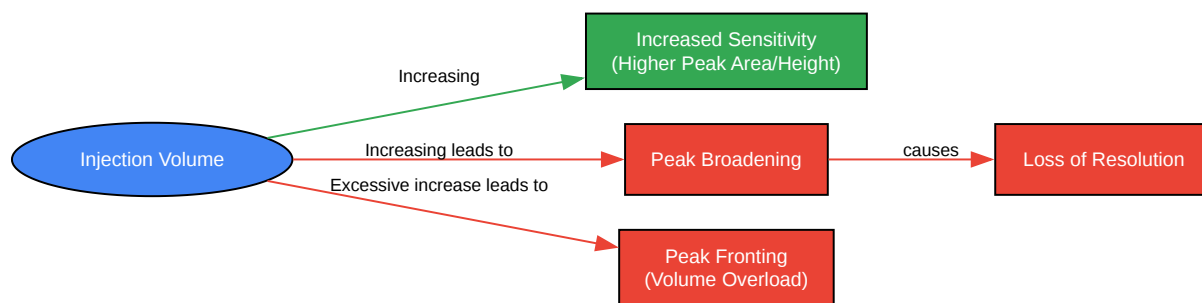 Increased Sensitivity
(Higher Peak Area/Height)
Increasing
Injection Volume
Increasing leads to
Peak Broadening
causes
Loss of Resolution
Excessive increase leads to
Peak Fronting
(Volume Overload)